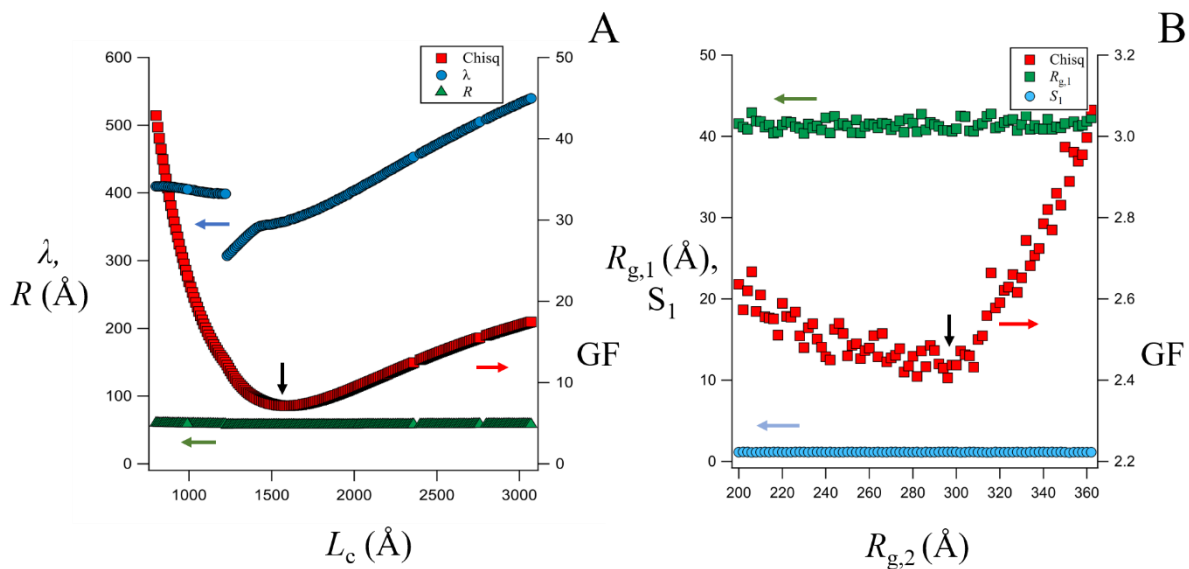 A
600
500
400
300
200
100
0
λ,
R (Å)
Chisq
λ
R
50
40
30
20
10
0
GF
1000
1500
2000
2500
3000
Lc (Å)
B
50
40
30
20
10
0
Rg,1 (Å),
S1
Chisq
Rg,1
S1
3.2
3.0
2.8
2.6
2.4
2.2
GF
200
220
240
260
280
300
320
340
360
Rg,2 (Å)